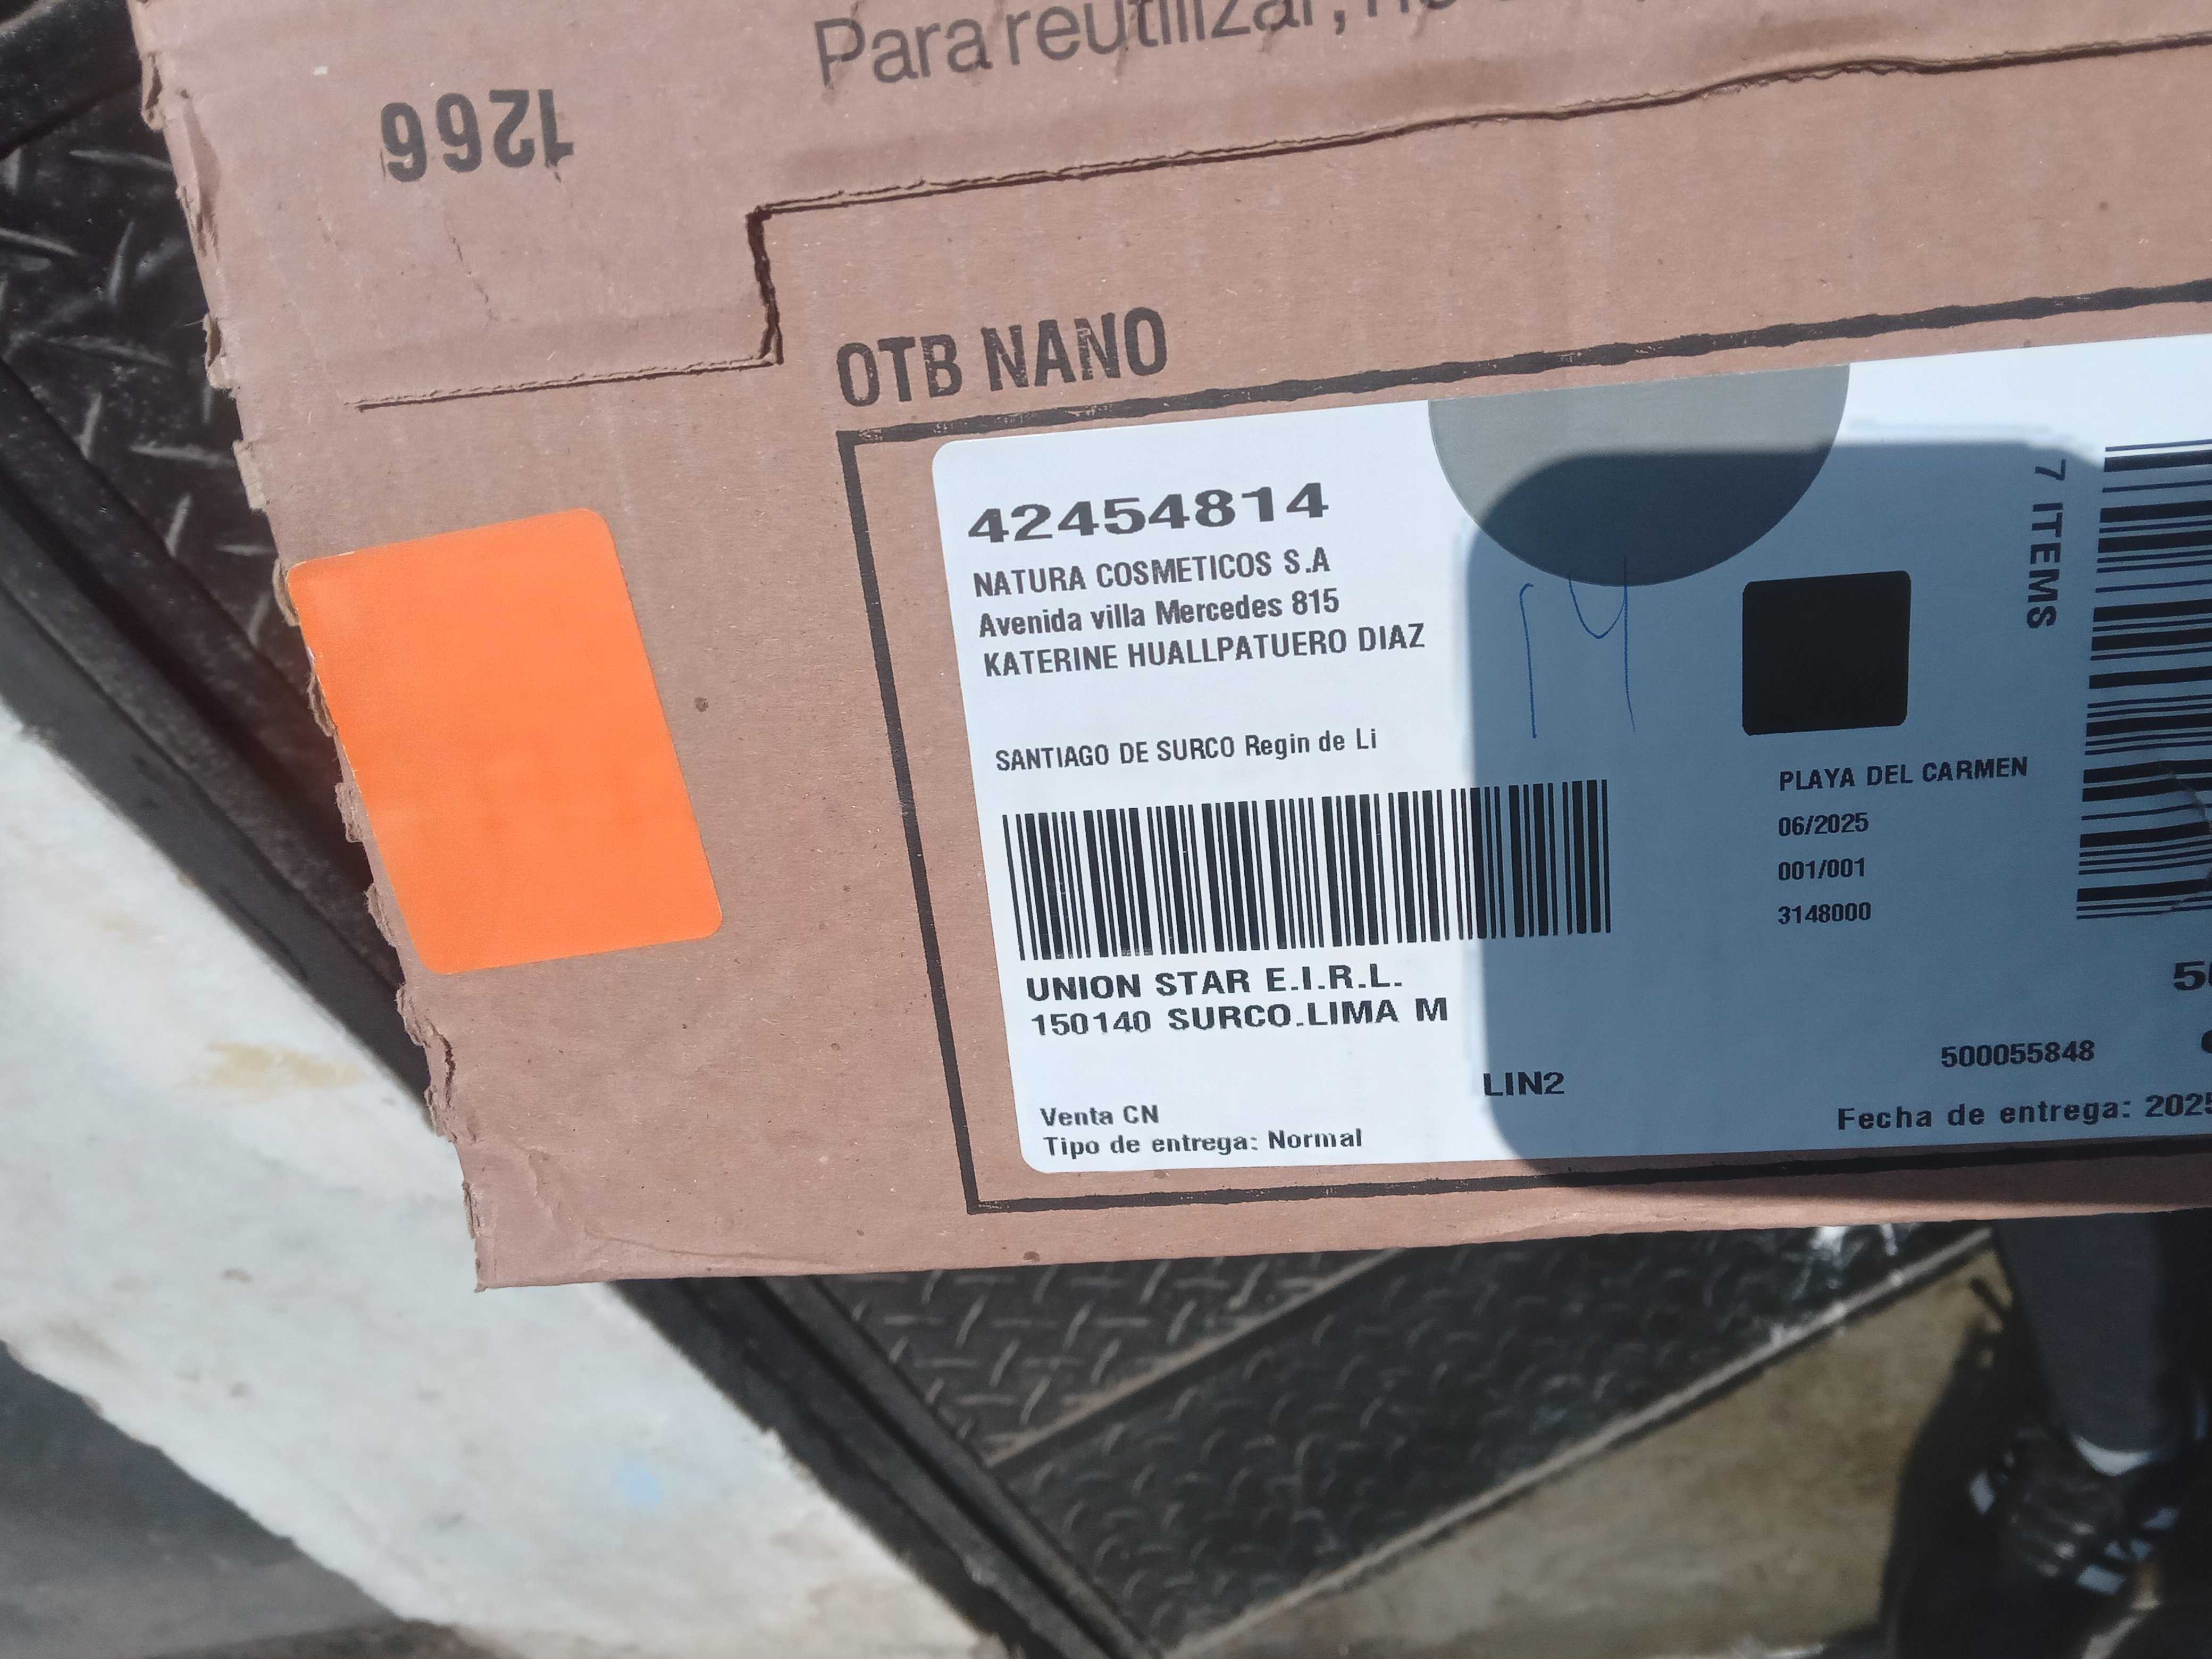 Para reutilizar,
1266
OTB NANO
42454814
NATURA COSMETICOS S.A
Avenida villa Mercedes 815
KATERINE HUALLPATUERO DIAZ
SANTIAGO DE SURCO Regin de Li
14
7 ITEMS
PLAYA DEL CARMEN
06/2025
001/001
3148000
UNION STAR E.I.R.L.
150140 SURCO.LIMA M
LIN2
500055848
Venta CN
Tipo de entrega: Normal
Fecha de entrega: 2025